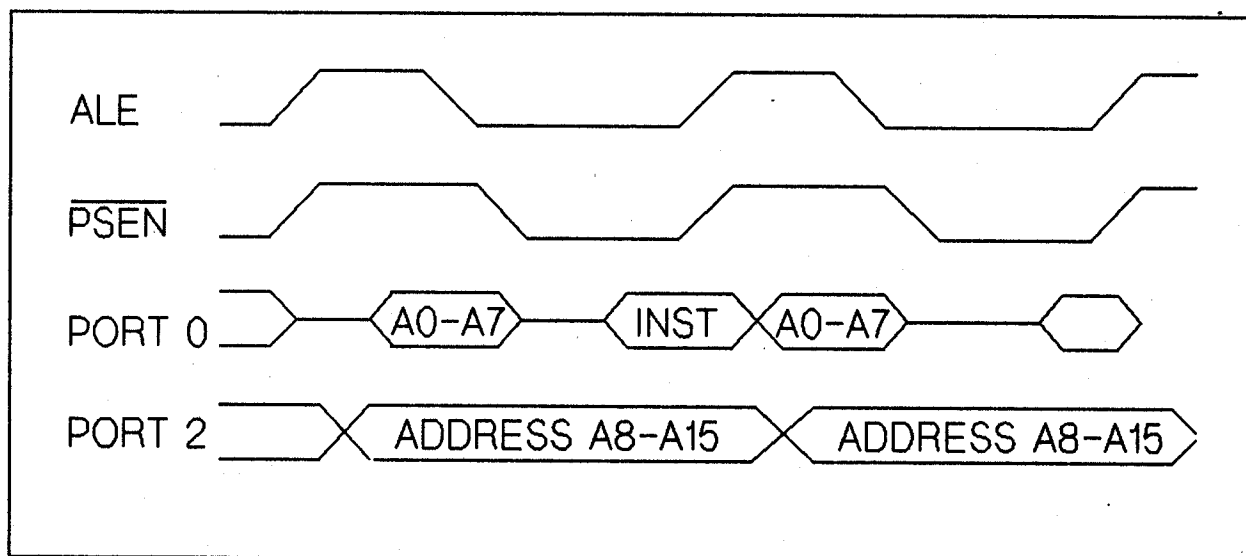 ALE
PSEN
PORT 0 A0-A7 INST A0-A7
PORT 2 ADDRESS A8-A15 ADDRESS A8-A15